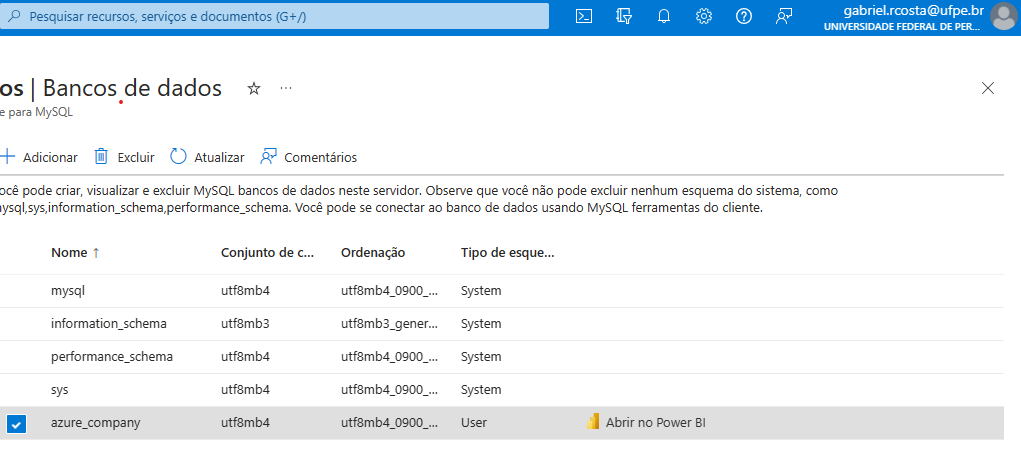 Pesquisar recursos, serviços e documentos (G+/)
gabriel.rcosta@ufpe.br
UNIVERSIDADE FEDERAL DE PER...
os | Bancos de dados
e para MySQL
Adicionar Excluir Atualizar Comentários
ocê pode criar, visualizar e excluir MySQL bancos de dados neste servidor. Observe que você não pode excluir nenhum esquema do sistema, como
nysql,sys,information_schema,performance_schema. Você pode se conectar ao banco de dados usando MySQL ferramentas do cliente.
Nome ↑ Conjunto de c... Ordenação Tipo de esque...
mysql utf8mb4 utf8mb4_0900_... System
information_schema utf8mb3 utf8mb3_gener... System
performance_schema utf8mb4 utf8mb4_0900_... System
sys utf8mb4 utf8mb4_0900_... System
azure_company utf8mb4 utf8mb4_0900_... User Abrir no Power BI